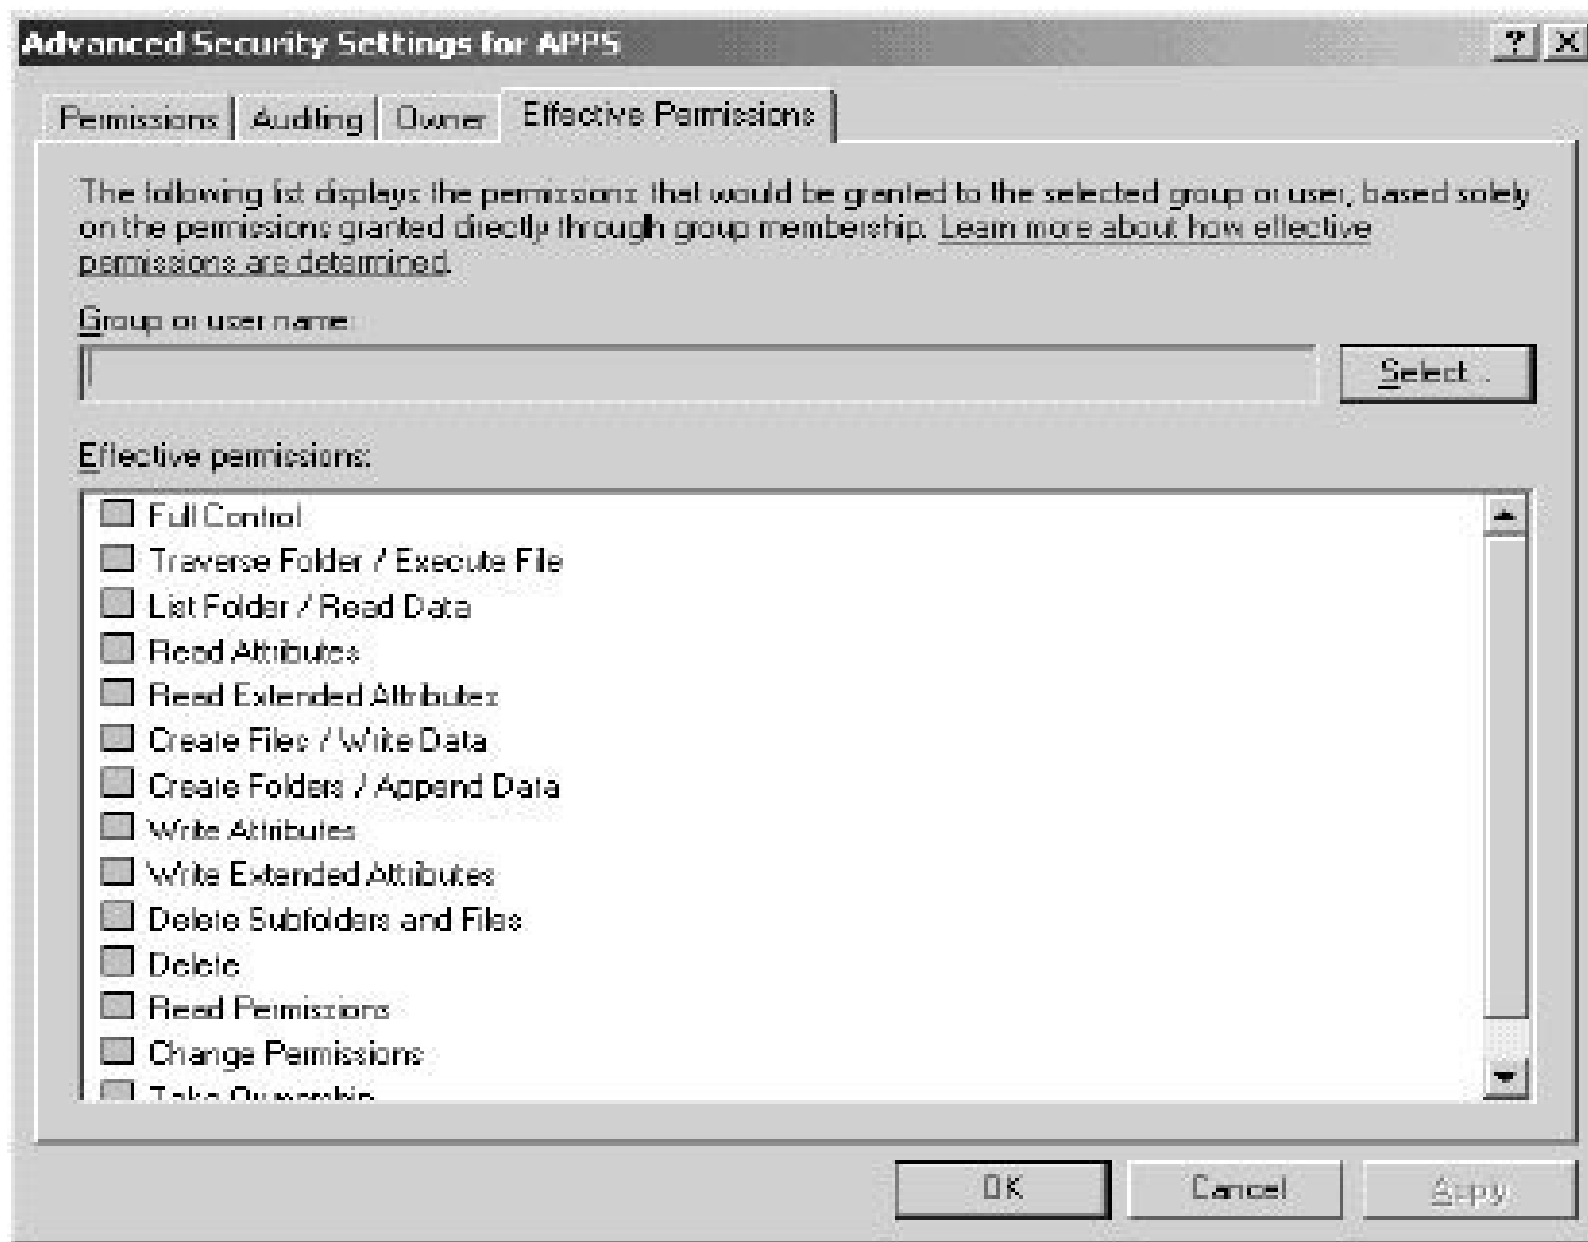 Advanced Security Settings for APPS
? X
Permissions Auditing Owner Effective Permissions
The following list displays the permissions that would be granted to the selected group or user, based solely
on the permissions granted directly through group membership. Learn more about how effective
permissions are determined.
Group or user name:
Select...
Effective permissions:
Full Control
Traverse Folder / Execute File
List Folder / Read Data
Read Attributes
Read Extended Attributes
Create Files / Write Data
Create Folders / Append Data
Write Attributes
Write Extended Attributes
Delete Subfolders and Files
Delete
Read Permissions
Change Permissions
Take Ownership
OK Cancel Apply